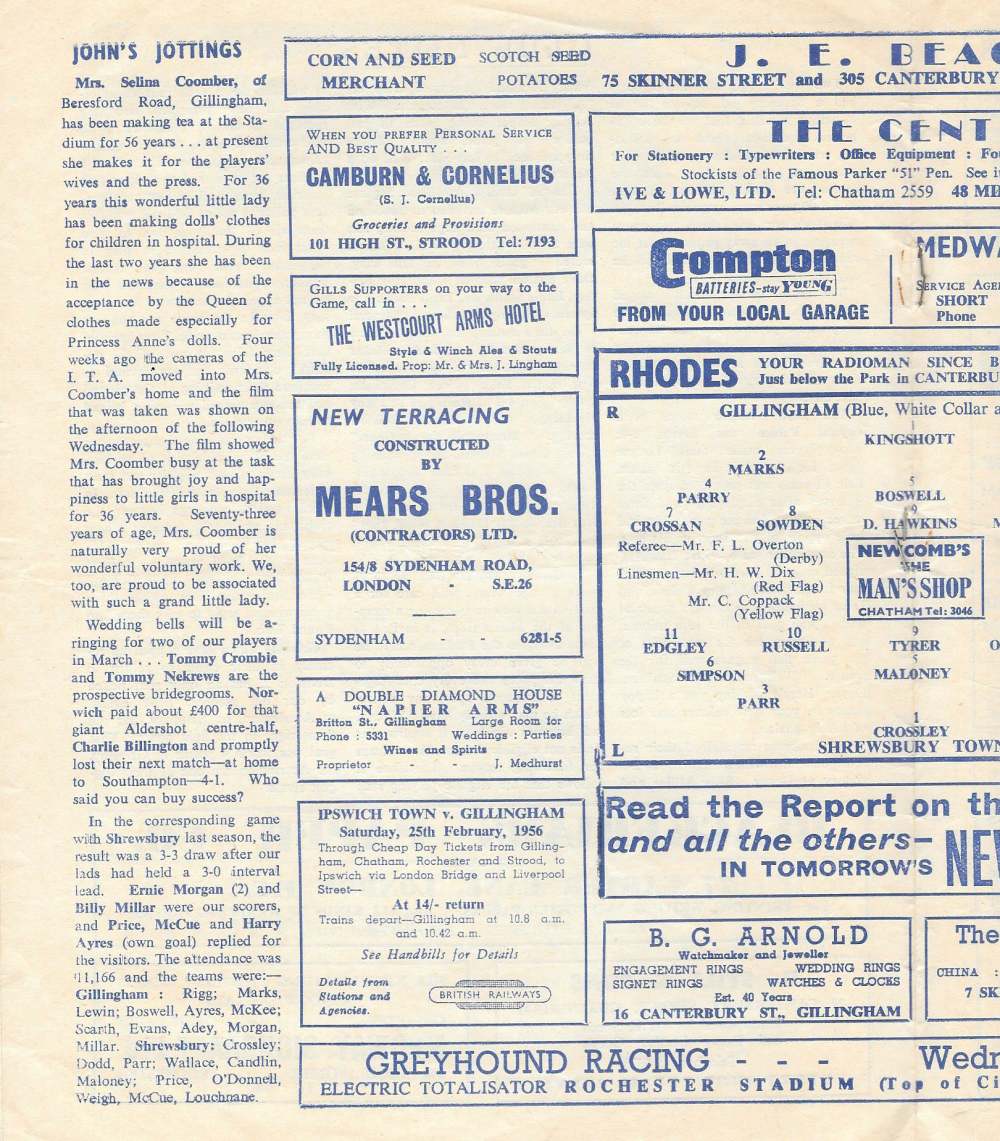 JOHN'S JOTTINGS
Mrs. Selina Coomber, of
Beresford Road, Gillingham,
has been making tea at the Sta-
dium for 56 years . . . at present
she makes it for the players'
wives and the press. For 36
years this wonderful little lady
has been making dolls' clothes
for children in hospital. During
the last two years she has been
in the news because of the
acceptance by the Queen of
clothes made especially for
Princess Anne's dolls. Four
weeks ago the cameras of the
I. T. A. moved into Mrs.
Coomber's home and the film
that was taken was shown on
the afternoon of the following
Wednesday. The film showed
Mrs. Coomber busy at the task
that has brought joy and hap-
piness to little girls in hospital
for 36 years. Seventy-three
years of age, Mrs. Coomber is
naturally very proud of her
wonderful voluntary work. We,
too, are proud to be associated
with such a grand little lady.
Wedding bells will be a-
ringing for two of our players
in March . . . Tommy Crombie
and Tommy Nekrews are the
prospective bridegrooms. Nor-
wich paid about £400 for that
giant Aldershot centre-half,
Charlie Billington and promptly
lost their next match—at home
to Southampton—4-1. Who
said you can buy success?
In the corresponding game
with Shrewsbury last season, the
result was a 3-3 draw after our
lads had held a 3-0 interval
lead. Ernie Morgan (2) and
Billy Millar were our scorers,
and Price, McCue and Harry
Ayres (own goal) replied for
the visitors. The attendance was
11,166 and the teams were:—
Gillingham : Rigg; Marks,
Lewin; Boswell, Ayres, McKee;
Scarth, Evans, Adey, Morgan,
Millar. Shrewsbury: Crossley;
Dodd, Parr; Wallace, Candlin,
Maloney; Price, O'Donnell,
Weigh, McCue, Louchnane.
CORN AND SEED SCOTCH SEED J. E. BEA
MERCHANT POTATOES 75 SKINNER STREET and 305 CANTERBURY
WHEN YOU PREFER PERSONAL SERVICE
AND BEST QUALITY . . .
CAMBURN & CORNELIUS
(S. J. Cornelius)
Groceries and Provisions
101 HIGH ST., STROOD Tel: 7193
GILLS SUPPORTERS on your way to the
Game, call in . . .
THE WESTCOURT ARMS HOTEL
Style & Winch Ales & Stouts
Fully Licensed. Prop: Mr. & Mrs. J. Lingham
NEW TERRACING
CONSTRUCTED
BY
MEARS BROS.
(CONTRACTORS) LTD.
154/8 SYDENHAM ROAD,
LONDON - S.E.26
SYDENHAM - - 6281-5
A DOUBLE DIAMOND HOUSE
"NAPIER ARMS"
Britton St., Gillingham Large Room for
Phone : 5331 Weddings : Parties
Wines and Spirits
Proprietor - - J. Medhurst
IPSWICH TOWN v. GILLINGHAM
Saturday, 25th February, 1956
Through Cheap Day Tickets from Gilling-
ham, Chatham, Rochester and Strood, to
Ipswich via London Bridge and Liverpool
Street—
At 14/- return
Trains depart—Gillingham at 10.8 a.m.
and 10.42 a.m.
See Handbills for Details
Details from
Stations and
Agencies.
BRITISH RAILWAYS
THE CENT
For Stationery : Typewriters : Office Equipment : Fou
Stockists of the Famous Parker "51" Pen. See i
IVE & LOWE, LTD. Tel: Chatham 2559 48 MI
Crompton
BATTERIES-stay YOUNG
FROM YOUR LOCAL GARAGE
MEDWA
SERVICE AGE
SHORT
Phone
RHODES YOUR RADIOMAN SINCE B
Just below the Park in CANTERBU
R GILLINGHAM (Blue, White Collar a
1
KINGSHOTT
2
MARKS
4 5
PARRY BOSWELL
7 8 9
CROSSAN SOWDEN D. HAWKINS M
Referee—Mr. F. L. Overton
(Derby)
Linesmen—Mr. H. W. Dix
(Red Flag)
Mr. C. Coppack
(Yellow Flag)
NEWCOMB'S
THE
MAN'S SHOP
CHATHAM Tel: 3046
11 10 9
EDGLEY RUSSELL TYRER O
6 5
SIMPSON MALONEY
3
PARR
1
CROSSLEY
L SHREWSBURY TOWN
Read the Report on th
and all the others—
IN TOMORROW'S NEW
B. G. ARNOLD
Watchmaker and Jeweller
ENGAGEMENT RINGS WEDDING RINGS
SIGNET RINGS WATCHES & CLOCKS
Est. 40 Years
16 CANTERBURY ST., GILLINGHAM
The
CHINA :
7 SK
GREYHOUND RACING - - - Wedn
ELECTRIC TOTALISATOR ROCHESTER STADIUM (Top of Ci